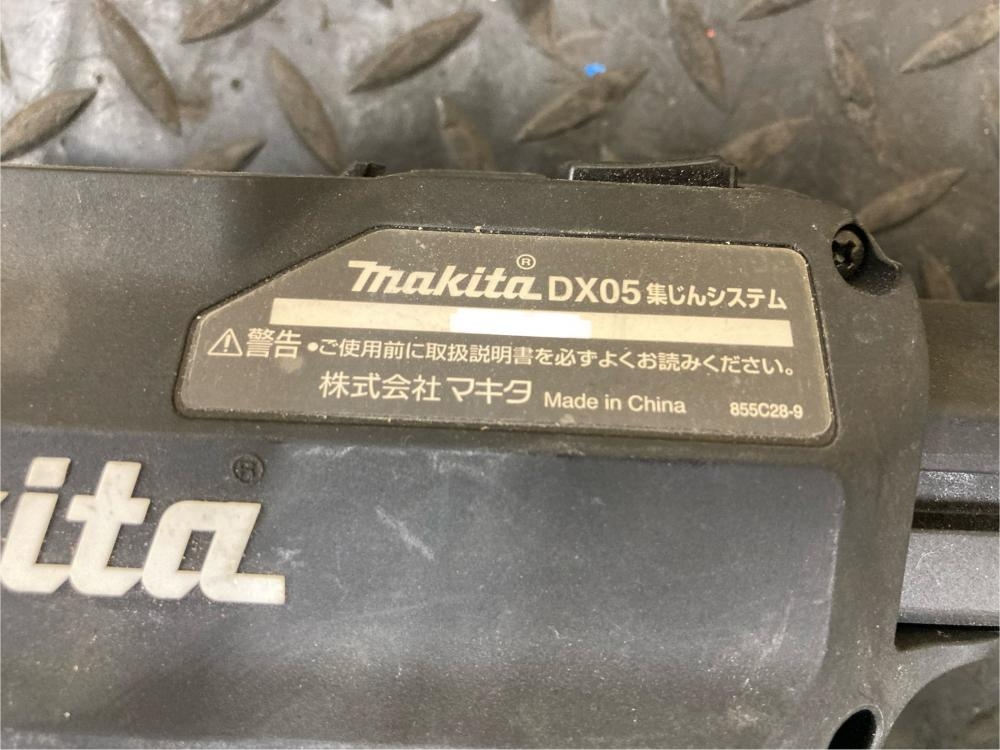 makita® DX05 集じんシステム
⚠警告 •ご使用前に取扱説明書を必ずよくお読みください。
株式会社 マキタ Made in China 855C28-9
kita®